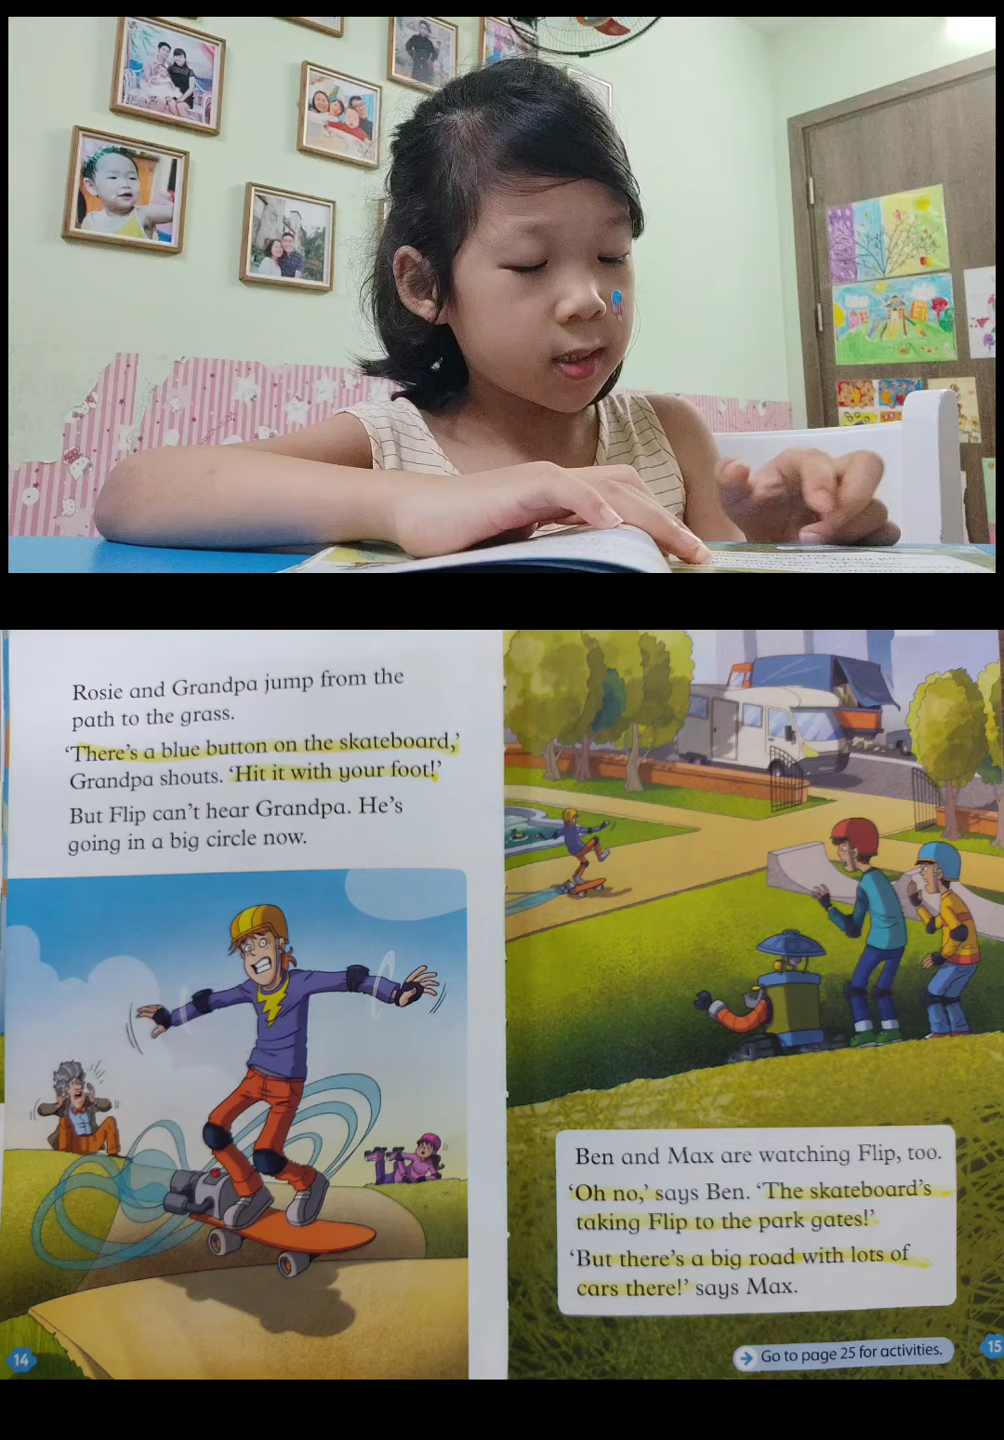 Rosie and Grandpa jump from the
path to the grass.
‘There’s a blue button on the skateboard,’
Grandpa shouts. ‘Hit it with your foot!’
But Flip can’t hear Grandpa. He’s
going in a big circle now.
14
Ben and Max are watching Flip, too.
‘Oh no,’ says Ben. ‘The skateboard’s
taking Flip to the park gates!’
‘But there’s a big road with lots of
cars there!’ says Max.
Go to page 25 for activities.
15